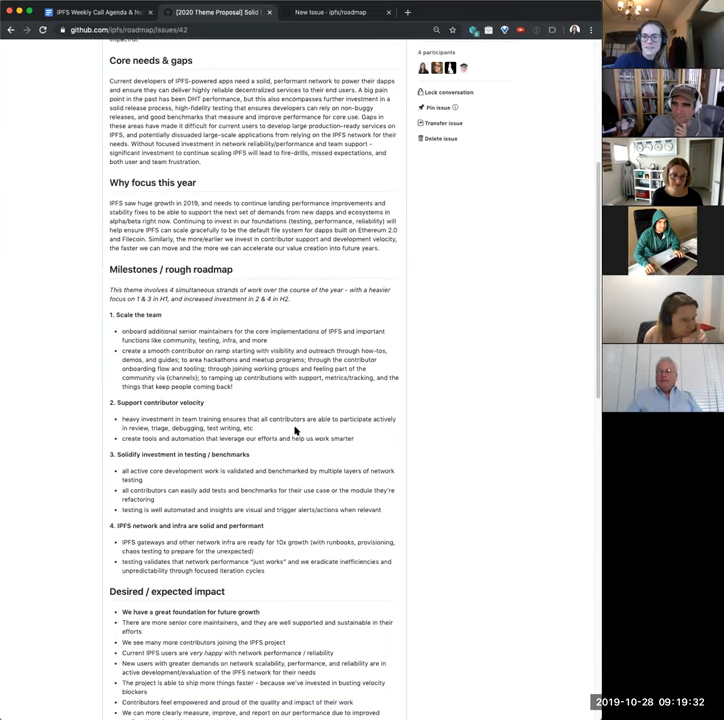 IPFS Weekly Call Agenda & No
[2020 Theme Proposal] Solid
New Issue · ipfs/roadmap
github.com/ipfs/roadmap/issues/42
Core needs & gaps
Current developers of IPFS-powered apps need a solid, performant network to power their dapps
and ensure they can deliver highly reliable decentralized services to their end users. A big pain
point in the past has been DHT performance, but this also encompasses further investment in a
solid release process, high-fidelity testing that ensures developers can rely on non-buggy
releases, and good benchmarks that measure and improve performance for core use. Gaps in
these areas have made it difficult for current users to develop large production-ready services on
IPFS, and potentially dissuaded large-scale applications from relying on the IPFS network for their
needs. Without focused investment in network reliability/performance and team support -
significant investment to continue scaling IPFS will lead to fire-drills, missed expectations, and
both user and team frustration.
Why focus this year
IPFS saw huge growth in 2019, and needs to continue landing performance improvements and
stability fixes to be able to support the next set of demands from new dapps and ecosystems in
alpha/beta right now. Continuing to invest in our foundations (testing, performance, reliability) will
help ensure IPFS can scale gracefully to be the default file system for dapps built on Ethereum 2.0
and Filecoin. Similarly, the more/earlier we invest in contributor support and development velocity,
the faster we can move and the more we can accelerate our value creation into future years.
Milestones / rough roadmap
This theme involves 4 simultaneous strands of work over the course of the year - with a heavier
focus on 1 & 3 in H1, and increased investment in 2 & 4 in H2.
1. Scale the team
onboard additional senior maintainers for the core implementations of IPFS and important
functions like community, testing, infra, and more
create a smooth contributor on ramp starting with visibility and outreach through how-tos,
demos, and guides; to area hackathons and meetup programs; through the contributor
onboarding flow and tooling; through joining working groups and feeling part of the
community via {channels}; to ramping up contributions with support, metrics/tracking, and the
things that keep people coming back!
2. Support contributor velocity
heavy investment in team training ensures that all contributors are able to participate actively
in review, triage, debugging, test writing, etc
create tools and automation that leverage our efforts and help us work smarter
3. Solidify investment in testing / benchmarks
all active core development work is validated and benchmarked by multiple layers of network
testing
all contributors can easily add tests and benchmarks for their use case or the module they're
refactoring
testing is well automated and insights are visual and trigger alerts/actions when relevant
4. IPFS network and infra are solid and performant
IPFS gateways and other network infra are ready for 10x growth (with runbooks, provisioning,
chaos testing to prepare for the unexpected)
testing validates that network performance "just works" and we eradicate inefficiencies and
unpredictability through focused iteration cycles
Desired / expected impact
We have a great foundation for future growth
There are more senior core maintainers, and they are well supported and sustainable in their
efforts
We see many more contributors joining the IPFS project
Current IPFS users are very happy with network performance / reliability
New users with greater demands on network scalability, performance, and reliability are in
active development/evaluation of the IPFS network for their needs
The project is able to ship more things faster - because we've invested in busting velocity
blockers
Contributors feel empowered and proud of the quality and impact of their work
We can more clearly measure, improve, and report on our performance due to improved
4 participants
Lock conversation
Pin issue
Transfer issue
Delete issue
2019-10-28 09:19:32